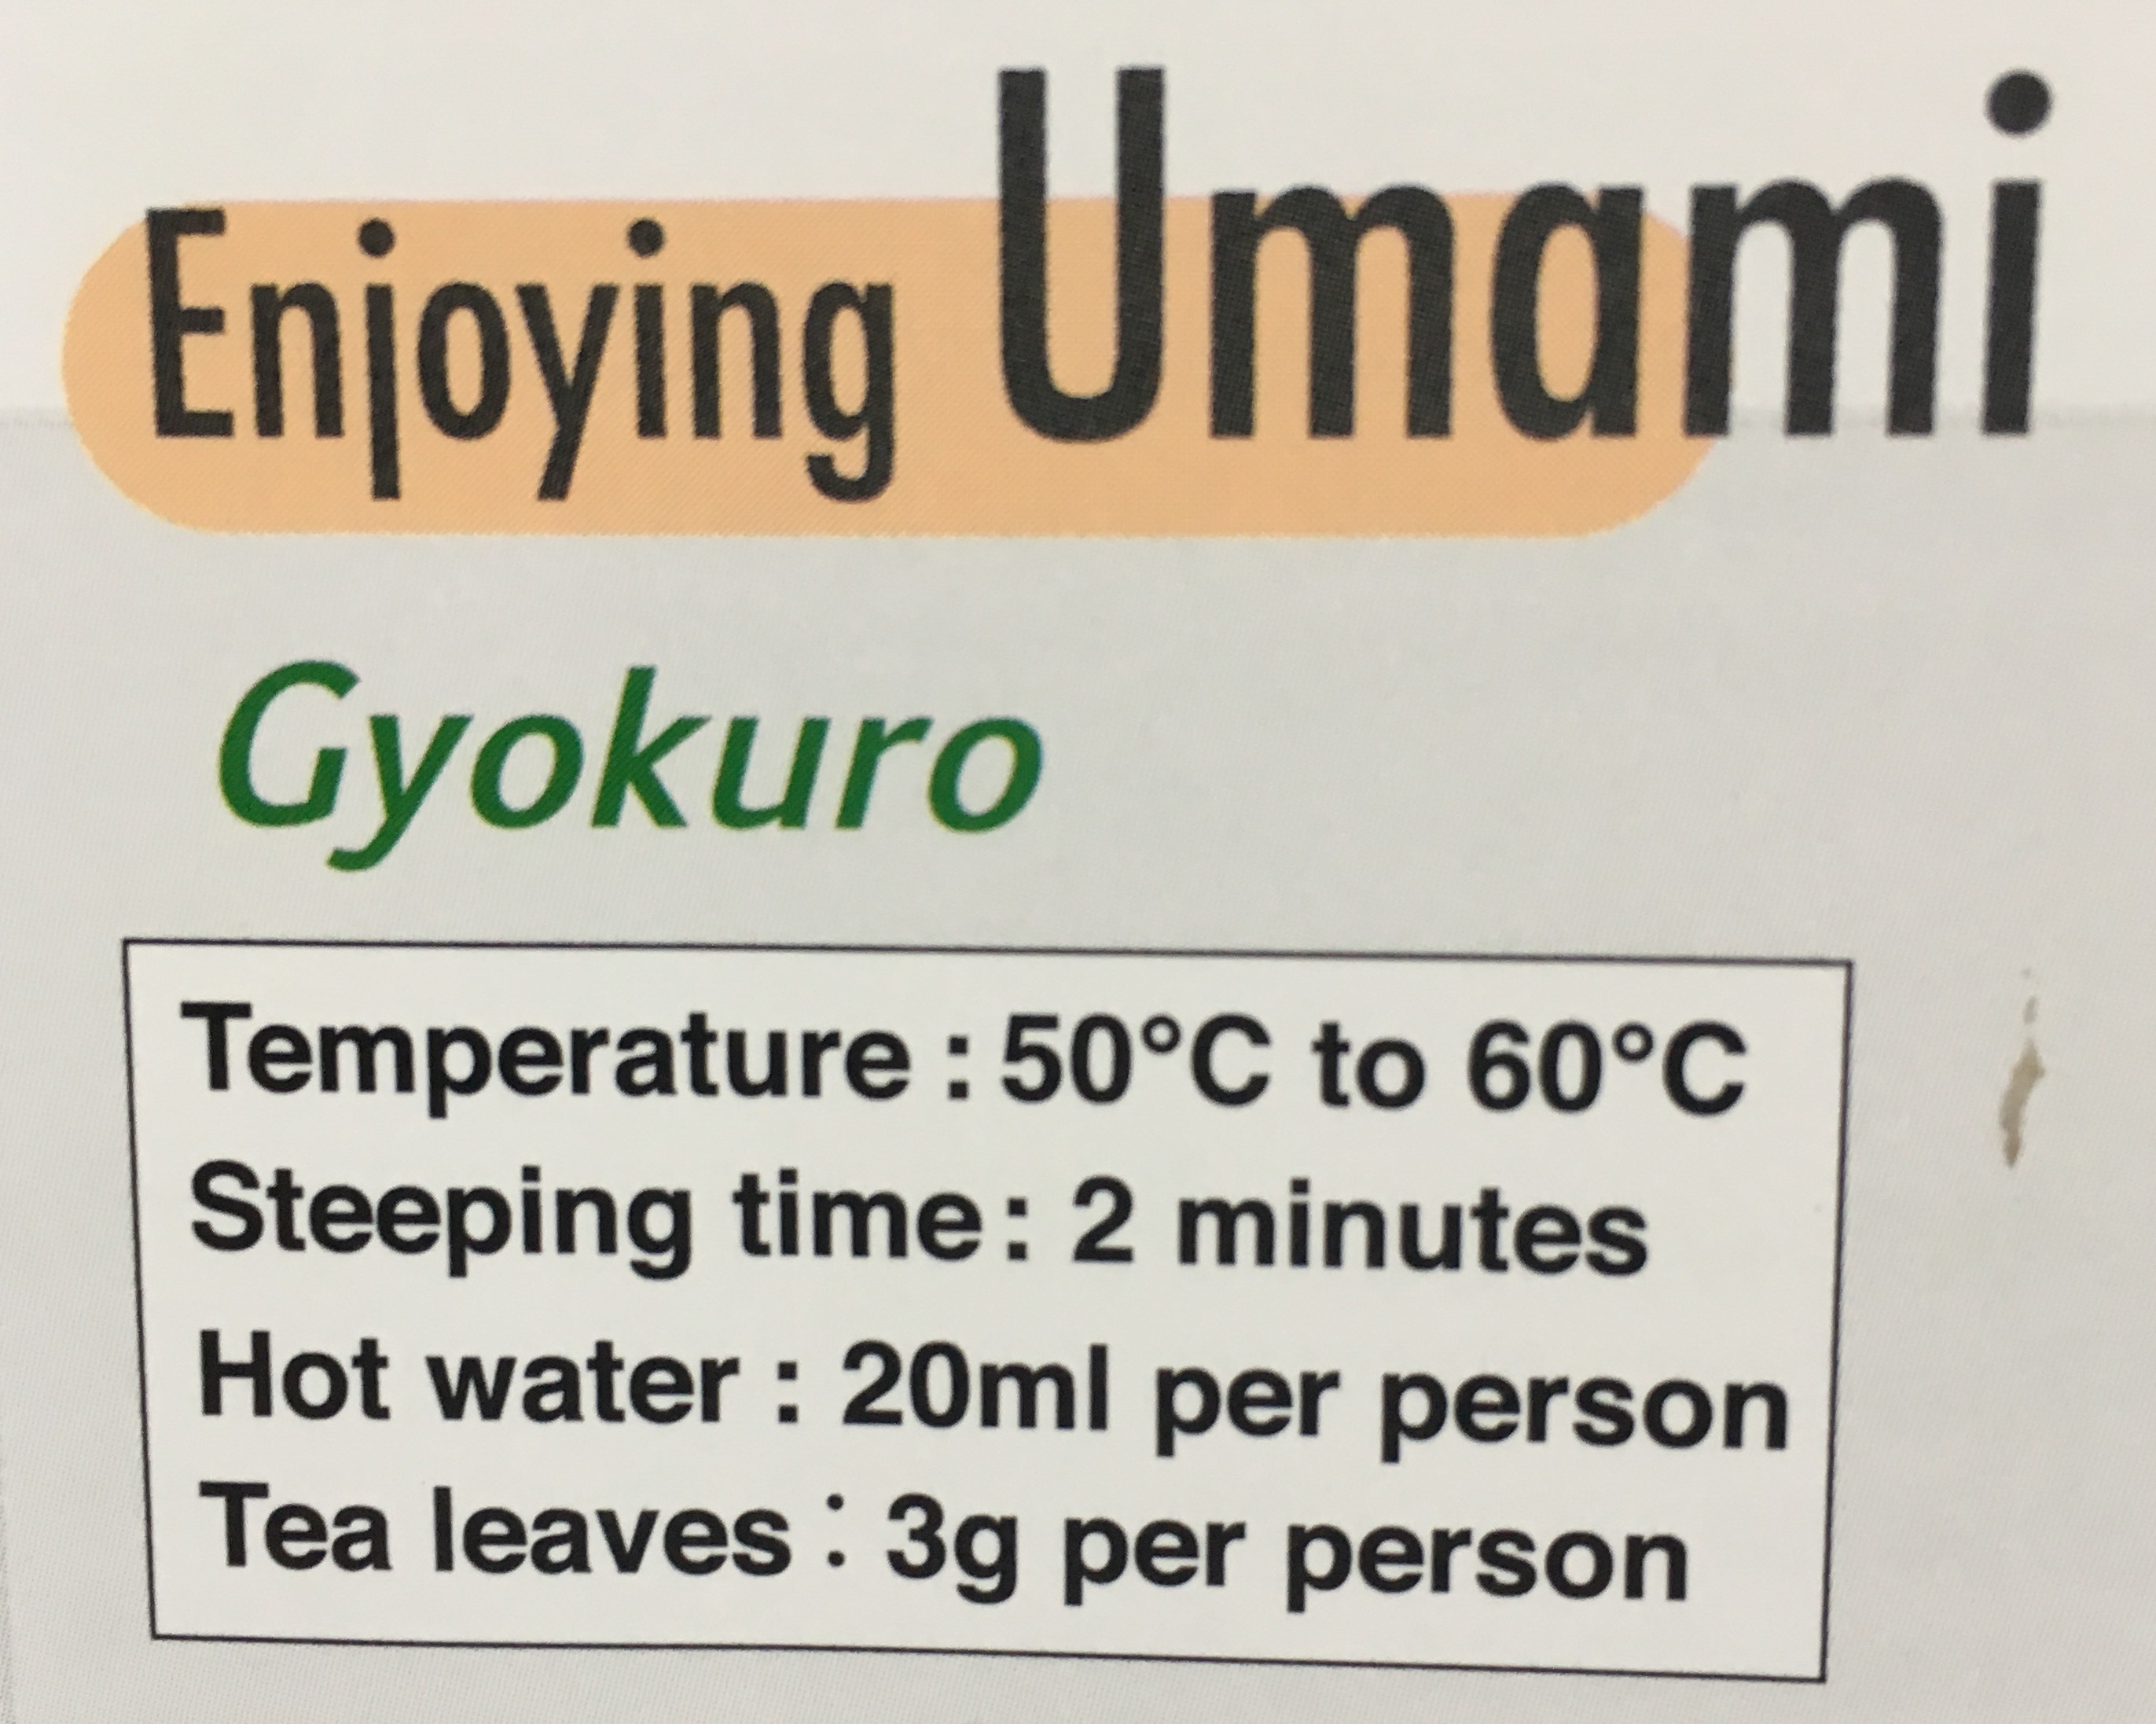 Enjoying Umami
Gyokuro
Temperature : 50°C to 60°C
Steeping time : 2 minutes
Hot water : 20ml per person
Tea leaves : 3g per person